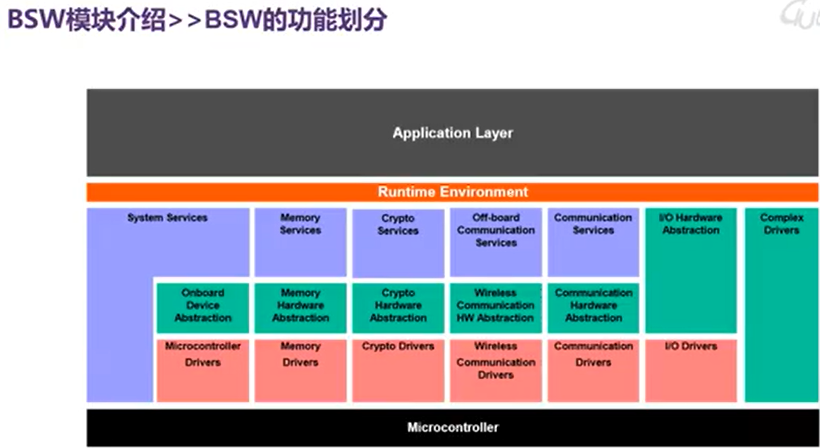 BSW模块介绍>>BSW的功能划分
Application Layer
Runtime Environment
System Services
Memory
Services
Crypto
Services
Off-board
Communication
Services
Communication
Services
I/O Hardware
Abstraction
Complex
Drivers
Onboard
Device
Abstraction
Memory
Hardware
Abstraction
Crypto
Hardware
Abstraction
Wireless
Communication
HW Abstraction
Communication
Hardware
Abstraction
Microcontroller
Drivers
Memory
Drivers
Crypto Drivers
Wireless
Communication
Drivers
Communication
Drivers
I/O Drivers
Microcontroller